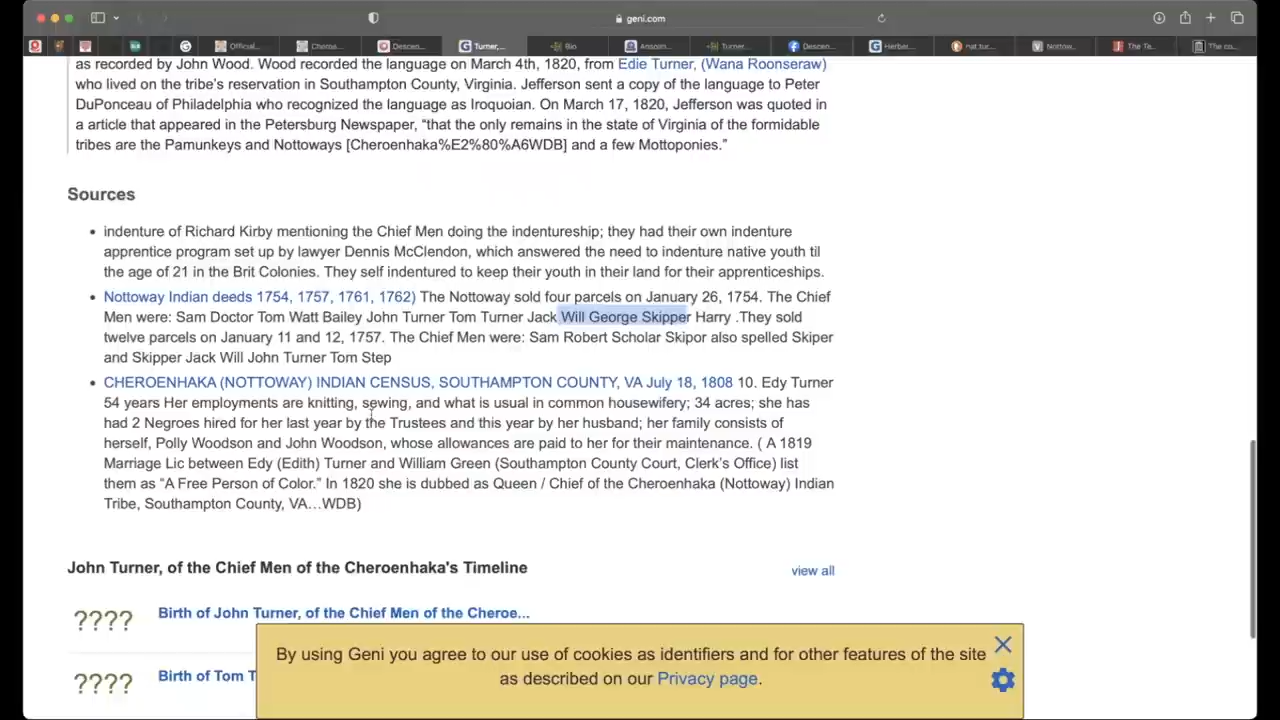 geni.com
Official...
Cheroe...
Descen...
Turner,...
Bio
Anscom...
Turner...
Descen...
Herber...
nat tur...
Nottow...
The Te...
The co...
as recorded by John Wood. Wood recorded the language on March 4th, 1820, from Edie Turner, (Wana Roonseraw)
who lived on the tribe's reservation in Southampton County, Virginia. Jefferson sent a copy of the language to Peter
DuPonceau of Philadelphia who recognized the language as Iroquoian. On March 17, 1820, Jefferson was quoted in
a article that appeared in the Petersburg Newspaper, “that the only remains in the state of Virginia of the formidable
tribes are the Pamunkeys and Nottoways [Cheroenhaka%E2%80%A6WDB] and a few Mottoponies.”
Sources
• indenture of Richard Kirby mentioning the Chief Men doing the indentureship; they had their own indenture
apprentice program set up by lawyer Dennis McClendon, which answered the need to indenture native youth til
the age of 21 in the Brit Colonies. They self indentured to keep their youth in their land for their apprenticeships.
• Nottoway Indian deeds 1754, 1757, 1761, 1762) The Nottoway sold four parcels on January 26, 1754. The Chief
Men were: Sam Doctor Tom Watt Bailey John Turner Tom Turner Jack Will George Skipper Harry .They sold
twelve parcels on January 11 and 12, 1757. The Chief Men were: Sam Robert Scholar Skipor also spelled Skiper
and Skipper Jack Will John Turner Tom Step
• CHEROENHAKA (NOTTOWAY) INDIAN CENSUS, SOUTHAMPTON COUNTY, VA July 18, 1808 10. Edy Turner
54 years Her employments are knitting, sewing, and what is usual in common housewifery; 34 acres; she has
had 2 Negroes hired for her last year by the Trustees and this year by her husband; her family consists of
herself, Polly Woodson and John Woodson, whose allowances are paid to her for their maintenance. ( A 1819
Marriage Lic between Edy (Edith) Turner and William Green (Southampton County Court, Clerk's Office) list
them as “A Free Person of Color.” In 1820 she is dubbed as Queen / Chief of the Cheroenhaka (Nottoway) Indian
Tribe, Southampton County, VA…WDB)
John Turner, of the Chief Men of the Cheroenhaka's Timeline
view all
???? Birth of John Turner, of the Chief Men of the Cheroe...
???? Birth of Tom T
By using Geni you agree to our use of cookies as identifiers and for other features of the site
as described on our Privacy page.